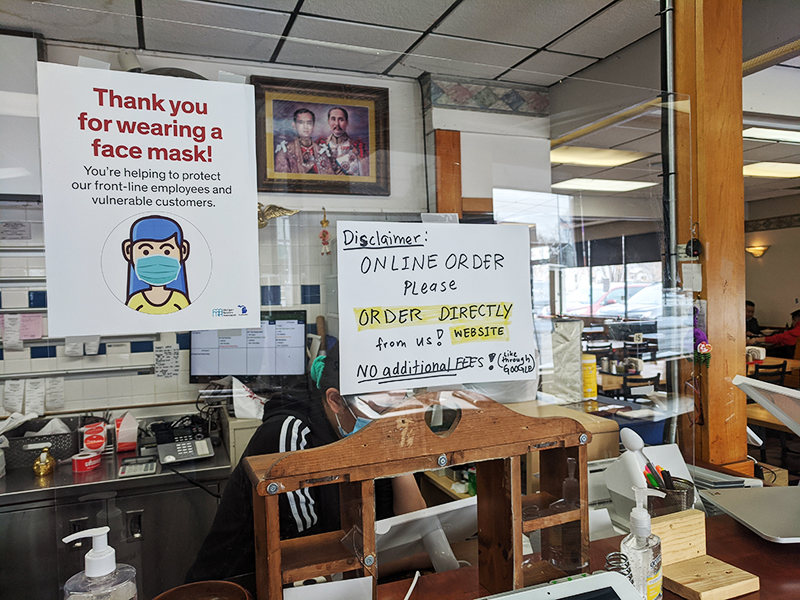 Thank you
for wearing a
face mask!
You're helping to protect
our front-line employees and
vulnerable customers.
Disclaimer:
ONLINE ORDER
Please
ORDER DIRECTLY
from us! WEBSITE
NO additional FEES! (like through GOOGLE)